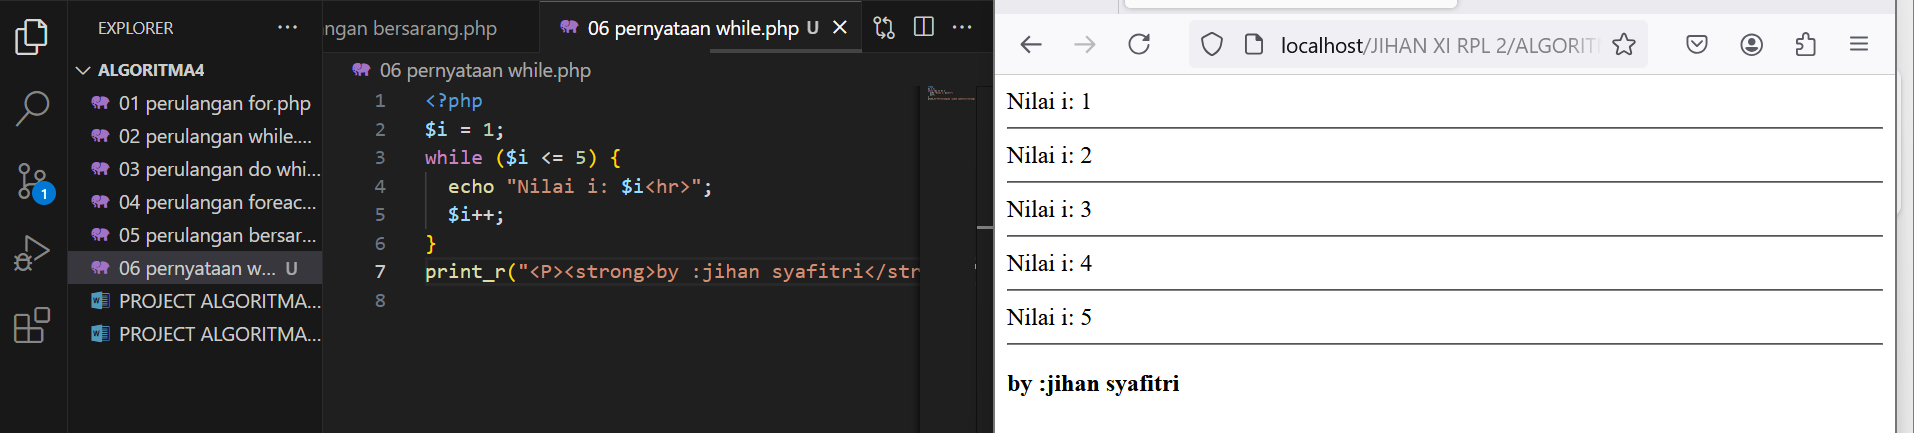 EXPLORER ...
ALGORITMA4
01 perulangan for.php
02 perulangan while....
03 perulangan do whi...
04 perulangan foreac...
05 perulangan bersar...
06 pernyataan w... U
PROJECT ALGORITMA...
PROJECT ALGORITMA...
1
ngan bersarang.php
06 pernyataan while.php U
06 pernyataan while.php
1 <?php
2 $i = 1;
3 while ($i <= 5) {
4 echo "Nilai i: $i<hr>";
5 $i++;
6 }
7 print_r("<P><strong>by :jihan syafitri</str
8
localhost/JIHAN XI RPL 2/ALGORITM
Nilai i: 1
Nilai i: 2
Nilai i: 3
Nilai i: 4
Nilai i: 5
by :jihan syafitri